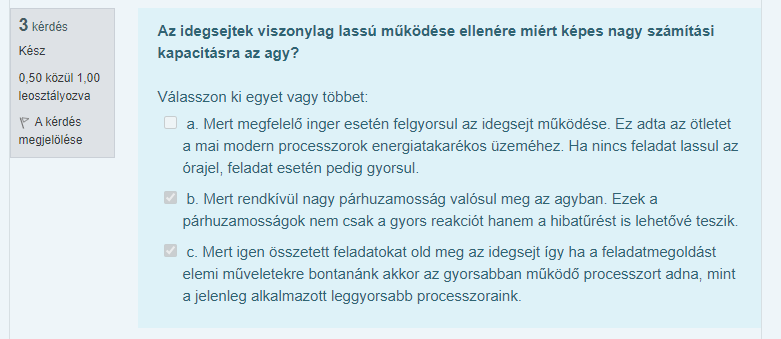 3 kérdés
Kész
0,50 közül 1,00
leosztályozva
A kérdés
megjelölése
Az idegsejtek viszonylag lassú működése ellenére miért képes nagy számítási
kapacitásra az agy?
Válasszon ki egyet vagy többet:
a. Mert megfelelő inger esetén felgyorsul az idegsejt működése. Ez adta az ötletet
a mai modern processzorok energiatakarékos üzeméhez. Ha nincs feladat lassul az
órajel, feladat esetén pedig gyorsul.
b. Mert rendkívül nagy párhuzamosság valósul meg az agyban. Ezek a
párhuzamosságok nem csak a gyors reakciót hanem a hibatűrést is lehetővé teszik.
c. Mert igen összetett feladatokat old meg az idegsejt így ha a feladatmegoldást
elemi műveletekre bontanánk akkor az gyorsabban működő processzort adna, mint
a jelenleg alkalmazott leggyorsabb processzoraink.